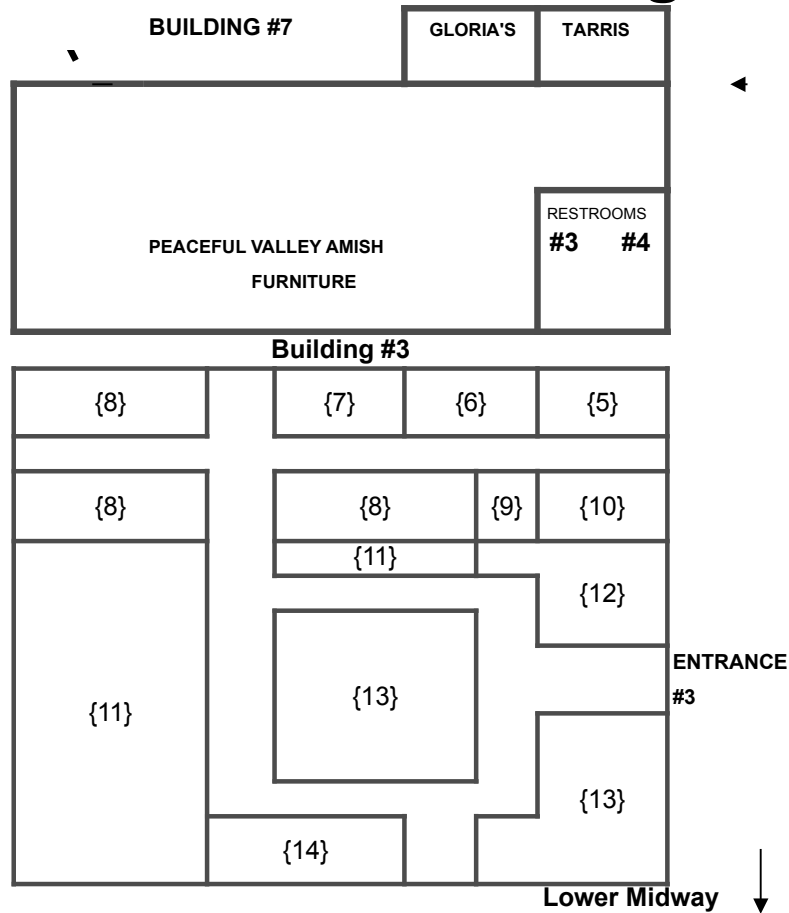 BUILDING #7
GLORIA'S
TARRIS
RESTROOMS
#3 #4
PEACEFUL VALLEY AMISH
FURNITURE
Building #3
{8}
{7}
{6}
{5}
{8}
{8}
{9}
{10}
{11}
{12}
ENTRANCE
#3
{11}
{13}
{13}
{14}
Lower Midway